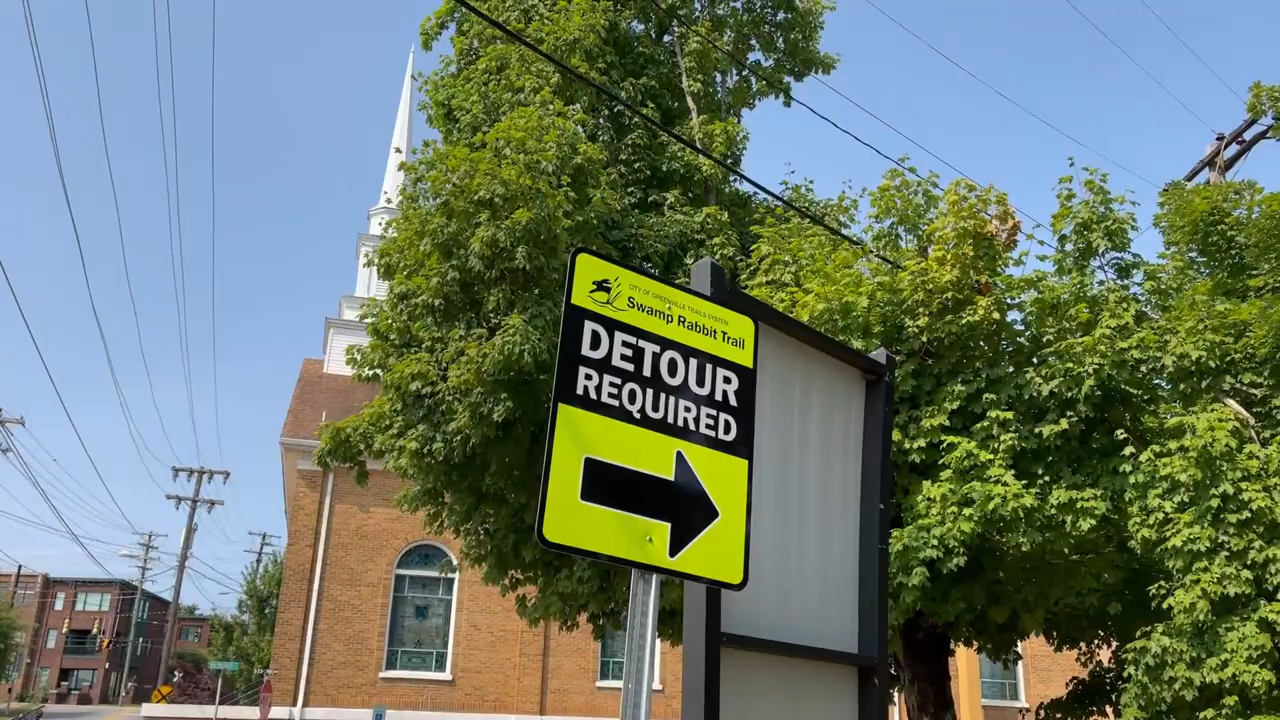 CITY OF GREENVILLE TRAILS SYSTEM
Swamp Rabbit Trail
DETOUR
REQUIRED